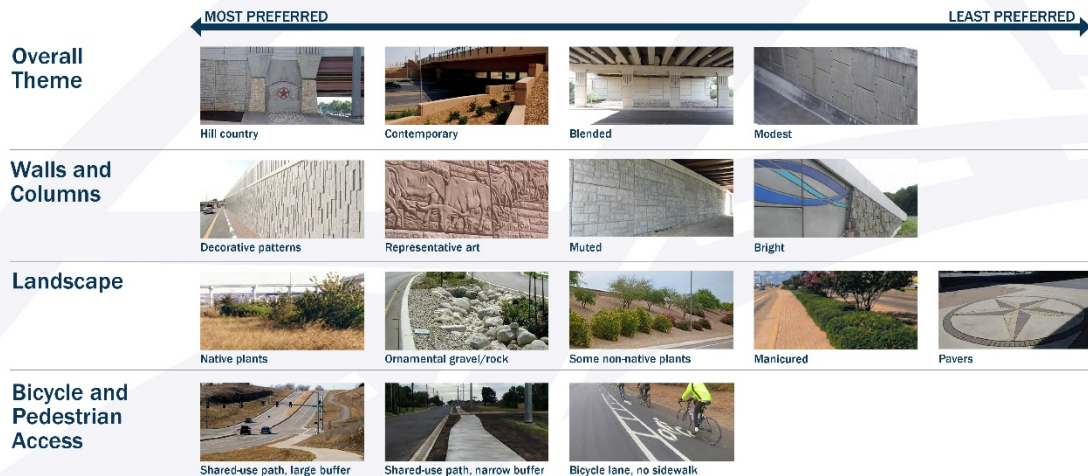 MOST PREFERRED
LEAST PREFERRED
Overall
Theme
Hill country
Contemporary
Blended
Modest
Walls and
Columns
Decorative patterns
Representative art
Muted
Bright
Landscape
Native plants
Ornamental gravel/rock
Some non-native plants
Manicured
Pavers
Bicycle and
Pedestrian
Access
Shared-use path, large buffer
Shared-use path, narrow buffer
Bicycle lane, no sidewalk